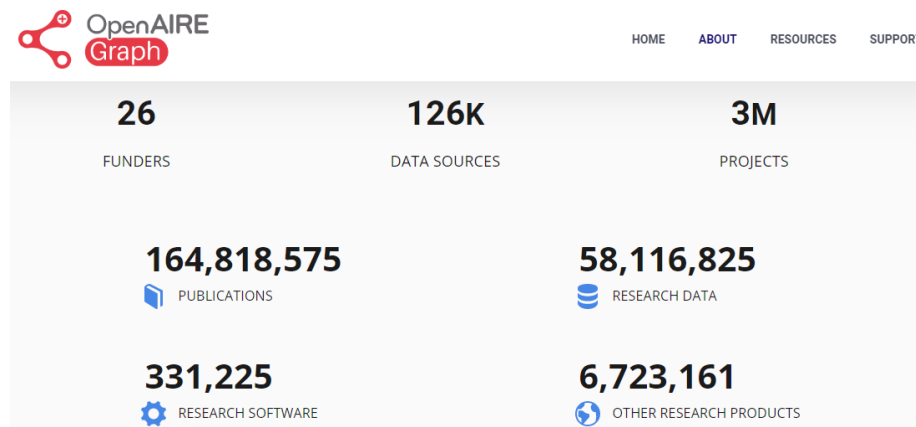 OpenAIRE
Graph
HOME ABOUT RESOURCES SUPPORT
26 126K 3M
FUNDERS DATA SOURCES PROJECTS
164,818,575 58,116,825
PUBLICATIONS RESEARCH DATA
331,225 6,723,161
RESEARCH SOFTWARE OTHER RESEARCH PRODUCTS